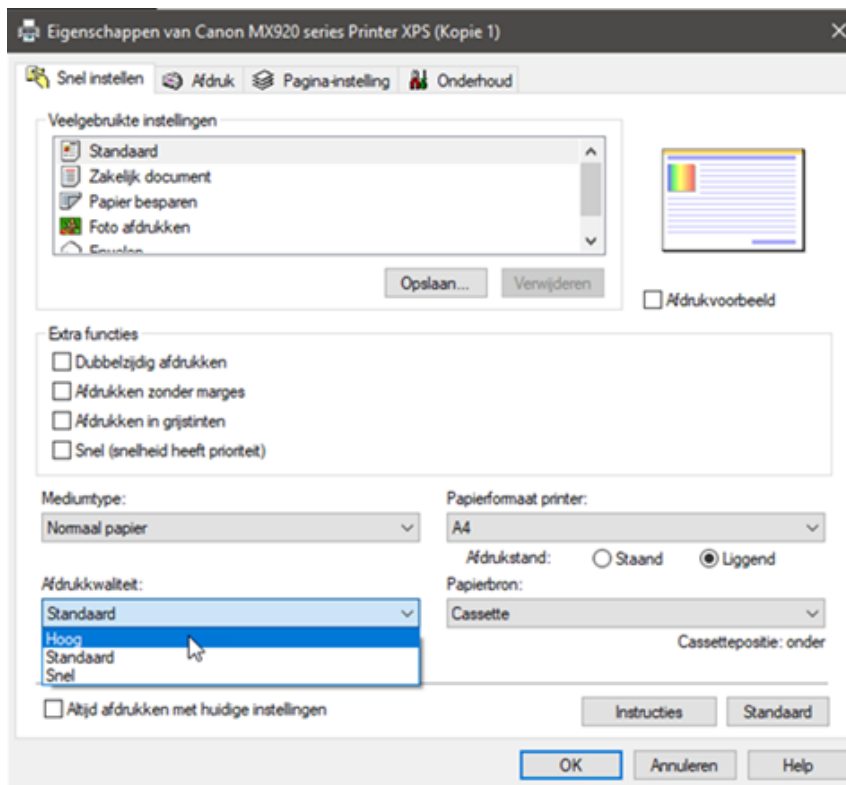 Eigenschappen van Canon MX920 series Printer XPS (Kopie 1)
Snel instellen Afdruk Pagina-instelling Onderhoud
Veelgebruikte instellingen
Standaard
Zakelijk document
Papier besparen
Foto afdrukken
Opslaan... Verwijderen
Afdrukvoorbeeld
Extra functies
Dubbelzijdig afdrukken
Afdrukken zonder marges
Afdrukken in grijstinten
Snel (snelheid heeft prioriteit)
Mediumtype: Papierformaat printer:
Normaal papier A4
Afdrukstand: Staand Liggend
Afdrukkwaliteit: Papierbron:
Standaard Cassette
Hoog Cassettepositie: onder
Standaard
Snel
Altijd afdrukken met huidige instellingen Instructies Standaard
OK Annuleren Help